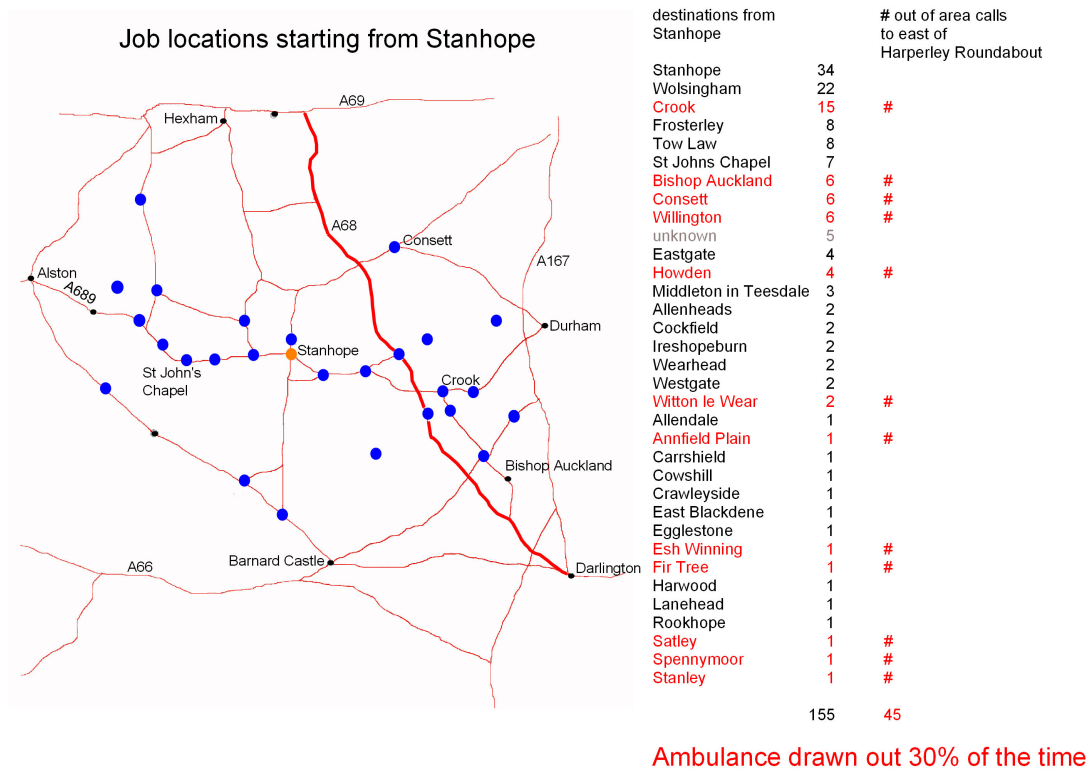 Job locations starting from Stanhope
A69
Hexham
A68
Consett
A167
Alston
A689
Durham
Stanhope
St John's
Chapel
Crook
Bishop Auckland
Barnard Castle
A66
Darlington
destinations from # out of area calls
Stanhope to east of
Harperley Roundabout
Stanhope 34
Wolsingham 22
Crook 15 #
Frosterley 8
Tow Law 8
St Johns Chapel 7
Bishop Auckland 6 #
Consett 6 #
Willington 6 #
unknown 5
Eastgate 4
Howden 4 #
Middleton in Teesdale 3
Allenheads 2
Cockfield 2
Ireshopeburn 2
Wearhead 2
Westgate 2
Witton le Wear 2 #
Allendale 1
Annfield Plain 1 #
Carrshield 1
Cowshill 1
Crawleyside 1
East Blackdene 1
Egglestone 1
Esh Winning 1 #
Fir Tree 1 #
Harwood 1
Lanehead 1
Rookhope 1
Satley 1 #
Spennymoor 1 #
Stanley 1 #
155 45
Ambulance drawn out 30% of the time